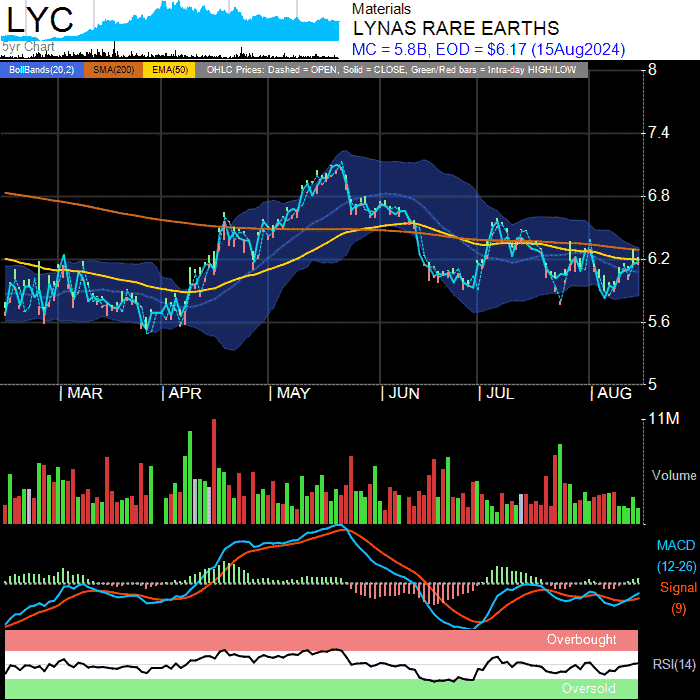 LYC
5yr Chart
Materials
LYNAS RARE EARTHS
MC = 5.8B, EOD = $6.17 (15Aug2024)
BollBands(20,2) SMA(200) EMA(50) OHLC Prices: Dashed = OPEN, Solid = CLOSE, Green/Red bars = Intra-day HIGH/LOW
8
7.4
6.8
6.2
5.6
5
| MAR | APR | MAY | JUN | JUL | AUG
11M
Volume
MACD
(12-26)
Signal
(9)
Overbought
RSI(14)
Oversold